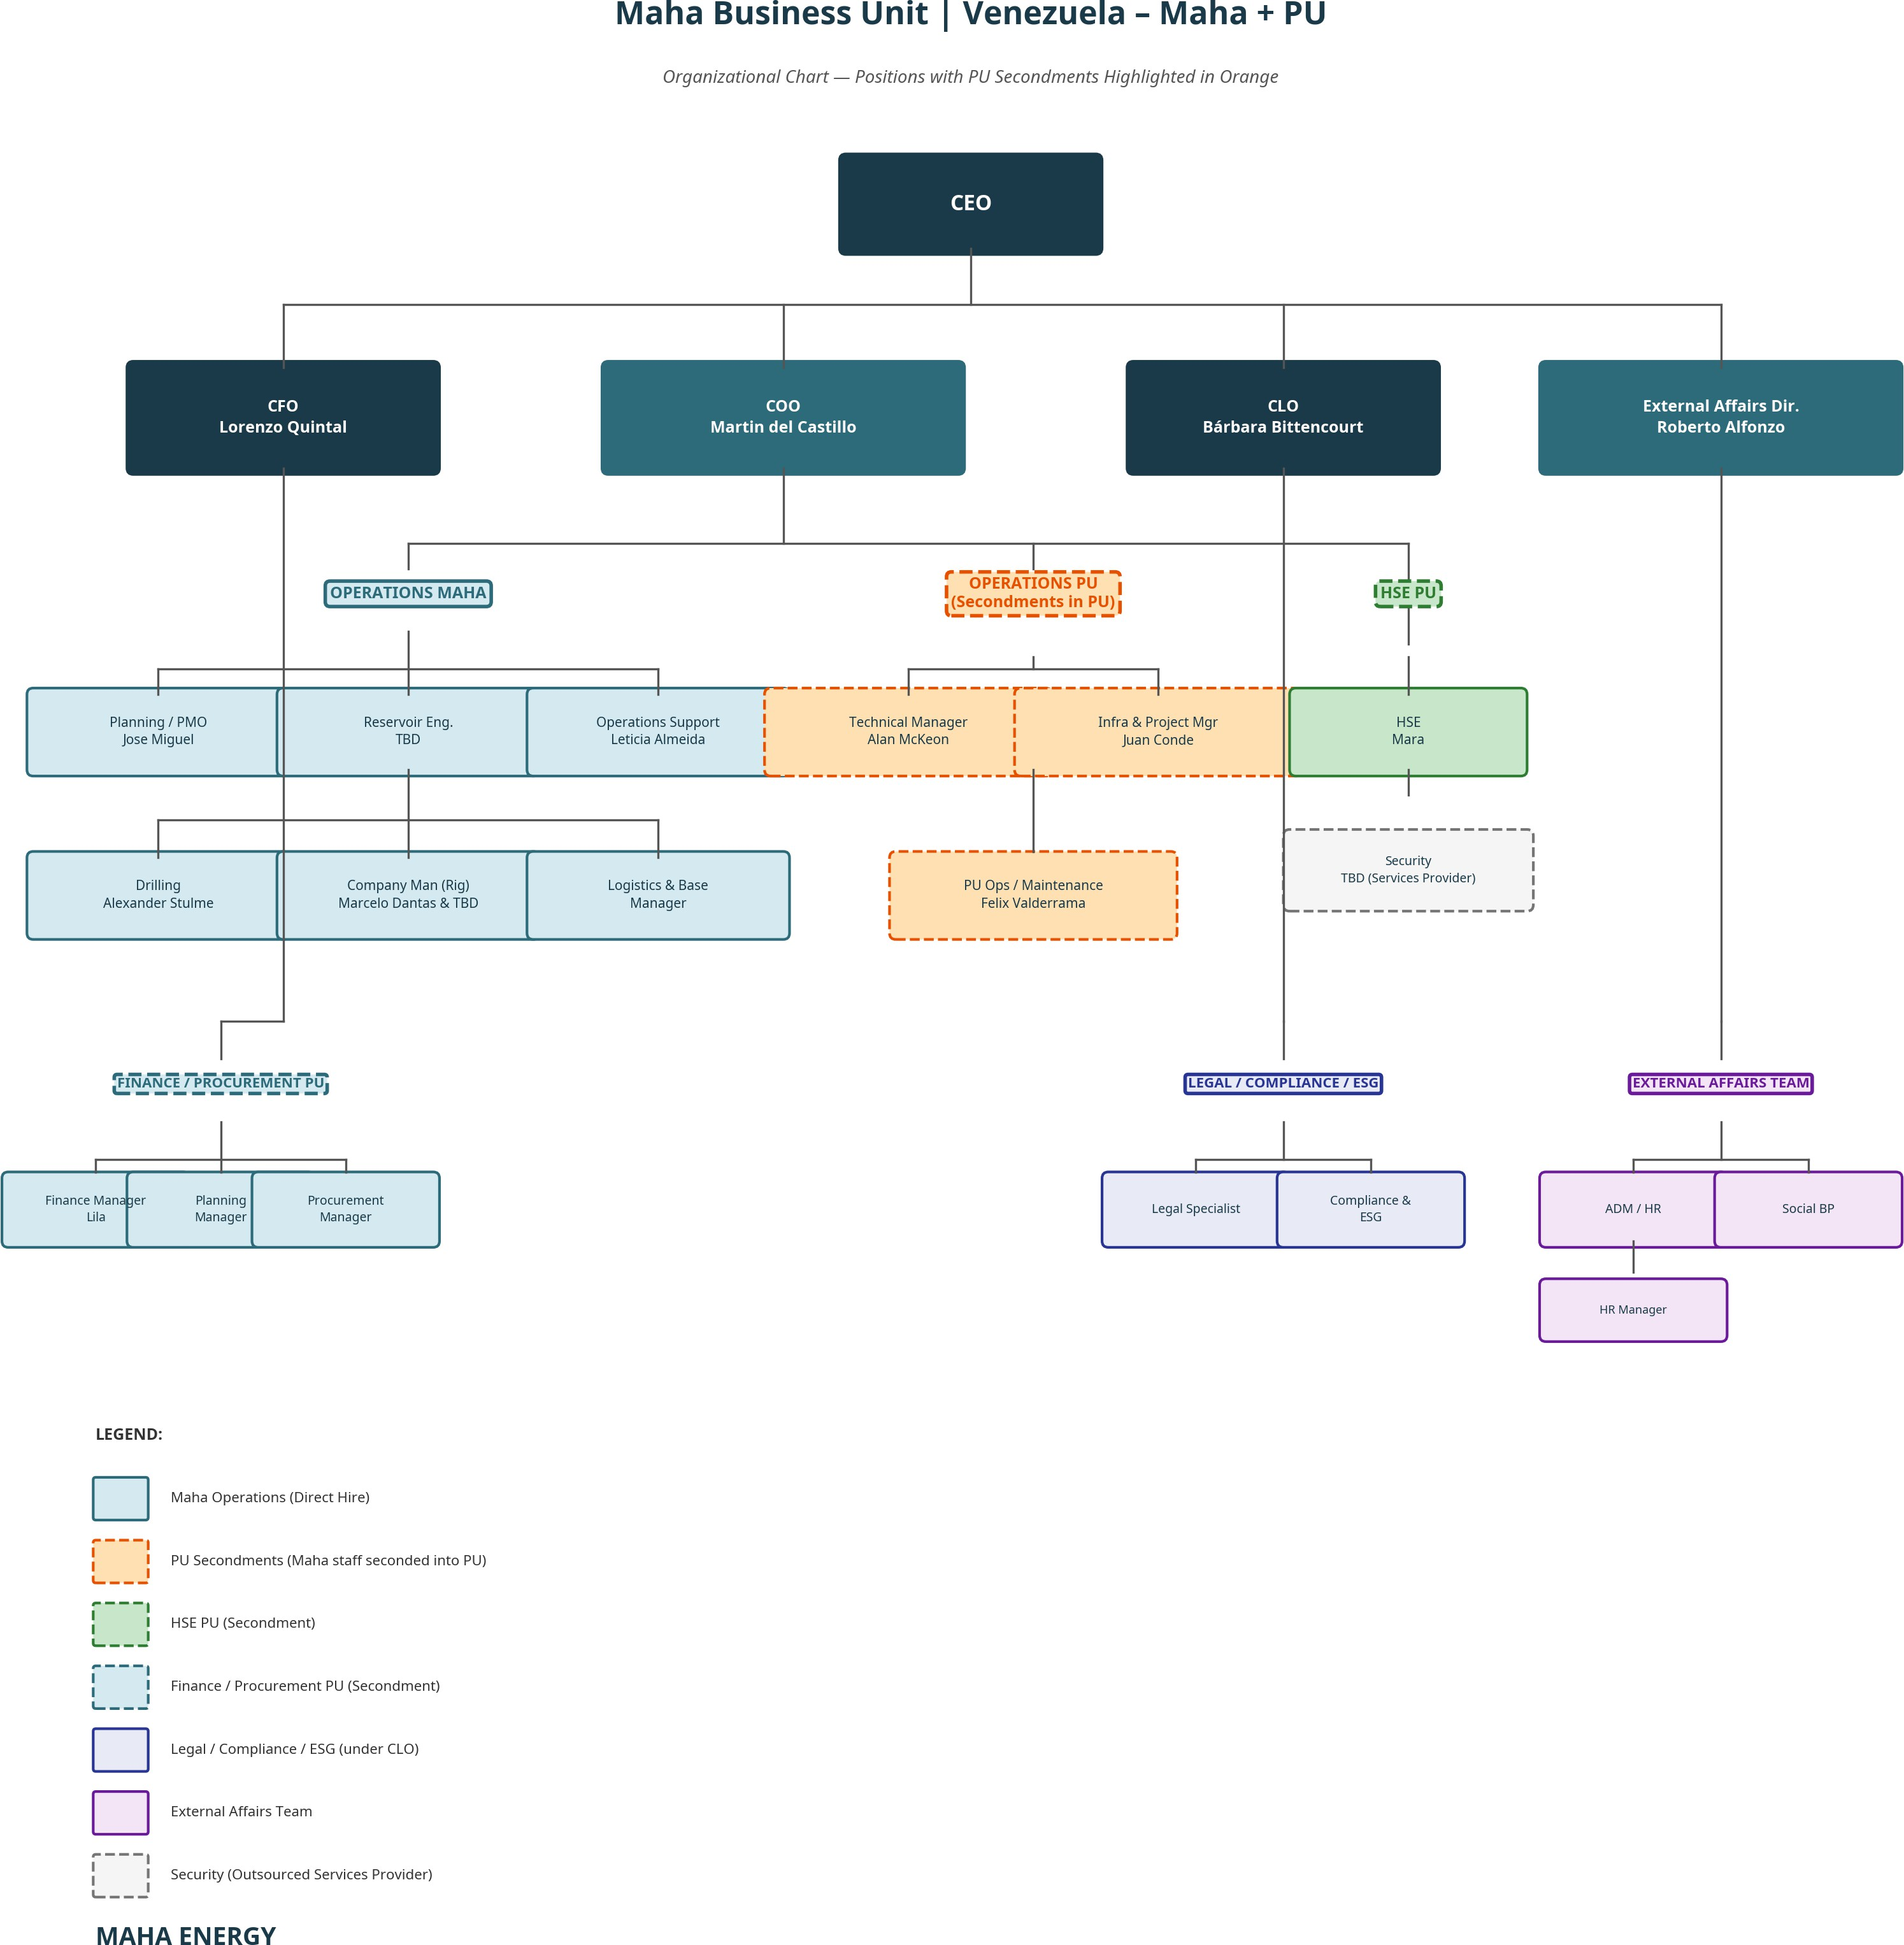 Maha Business Unit | Venezuela – Maha + PU
Organizational Chart — Positions with PU Secondments Highlighted in Orange
CEO
CFO
Lorenzo Quintal
COO
Martin del Castillo
CLO
Bárbara Bittencourt
External Affairs Dir.
Roberto Alfonzo
OPERATIONS MAHA
OPERATIONS PU
(Secondments in PU)
HSE PU
Planning / PMO
Jose Miguel
Reservoir Eng.
TBD
Operations Support
Leticia Almeida
Technical Manager
Alan McKeon
Infra & Project Mgr
Juan Conde
HSE
Mara
Drilling
Alexander Stulme
Company Man (Rig)
Marcelo Dantas & TBD
Logistics & Base
Manager
PU Ops / Maintenance
Felix Valderrama
Security
TBD (Services Provider)
FINANCE / PROCUREMENT PU
LEGAL / COMPLIANCE / ESG
EXTERNAL AFFAIRS TEAM
Finance Manager
Lila
Planning
Manager
Procurement
Manager
Legal Specialist
Compliance &
ESG
ADM / HR
Social BP
HR Manager
LEGEND:
Maha Operations (Direct Hire)
PU Secondments (Maha staff seconded into PU)
HSE PU (Secondment)
Finance / Procurement PU (Secondment)
Legal / Compliance / ESG (under CLO)
External Affairs Team
Security (Outsourced Services Provider)
MAHA ENERGY